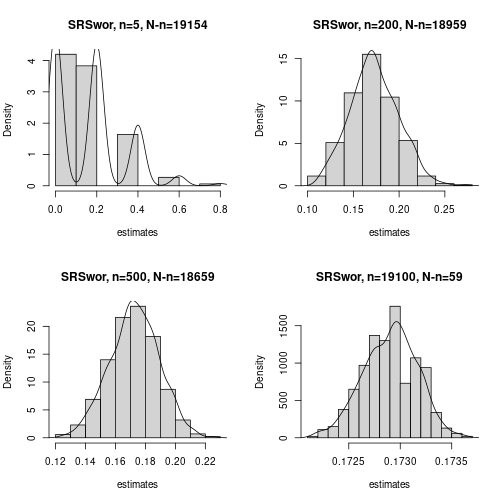 SRSwor, n=5, N-n=19154
Density
0 1 2 3 4
0.0 0.2 0.4 0.6 0.8
estimates
SRSwor, n=200, N-n=18959
Density
0 5 10 15
0.10 0.15 0.20 0.25
estimates
SRSwor, n=500, N-n=18659
Density
0 5 10 15 20
0.12 0.14 0.16 0.18 0.20 0.22
estimates
SRSwor, n=19100, N-n=59
Density
0 500 1000 1500
0.1725 0.1730 0.1735
estimates